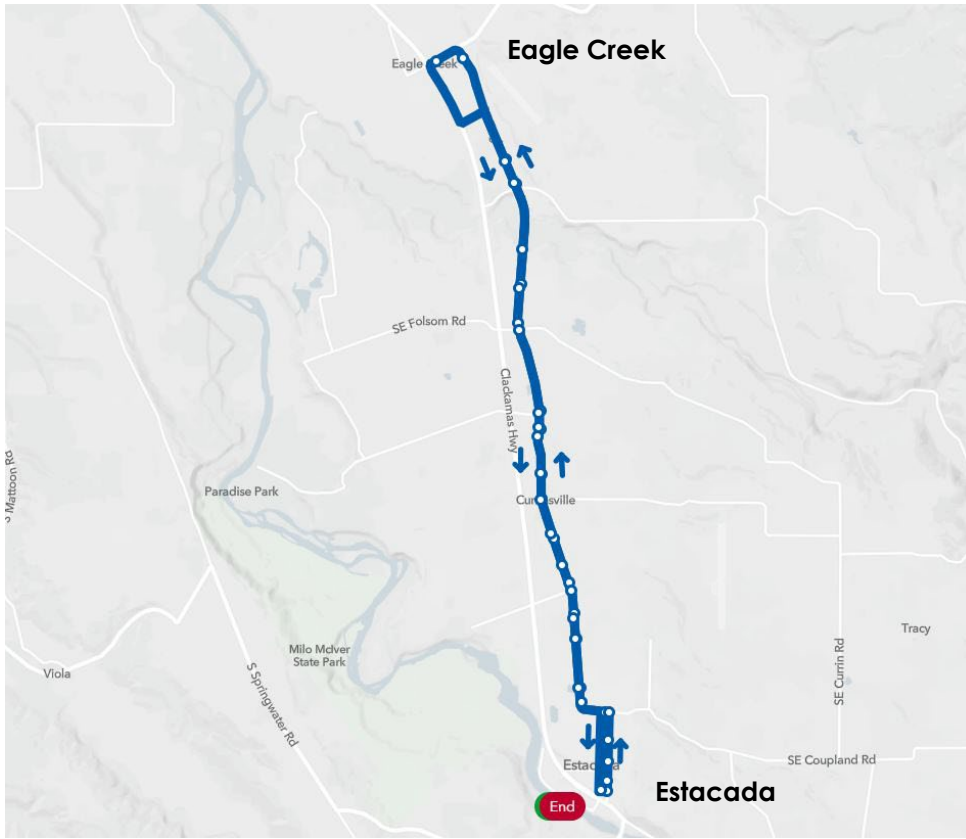 Eagle Creek
SE Folsom Rd
Clackamas Hwy
S Mattoon Rd
Paradise Park
Milo McIver
State Park
Tracy
SE Currin Rd
Viola
S Springwater Rd
SE Coupland Rd
Estacada
End